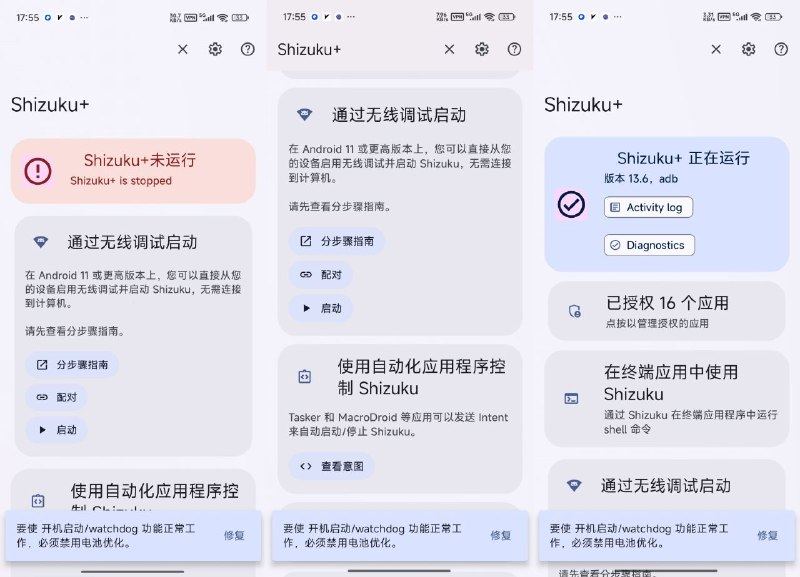 17:55
Shizuku+
Shizuku+未运行
Shizuku+ is stopped
通过无线调试启动
在 Android 11 或更高版本上，您可以直接从您
的设备启用无线调试并启动 Shizuku，无需连接
到计算机。
请先查看分步骤指南。
分步骤指南
配对
启动
使用自动化应用程序控
制 Shizuku
要使 开机启动/watchdog 功能正常工
作，必须禁用电池优化。
修复
17:55
Shizuku+
通过无线调试启动
在 Android 11 或更高版本上，您可以直接从您
的设备启用无线调试并启动 Shizuku，无需连接
到计算机。
请先查看分步骤指南。
分步骤指南
配对
启动
使用自动化应用程序控
制 Shizuku
Tasker 和 MacroDroid 等应用可以发送 Intent
来自动启动/停止 Shizuku。
查看意图
要使 开机启动/watchdog 功能正常工
作，必须禁用电池优化。
修复
17:55
Shizuku+
Shizuku+ 正在运行
版本 13.6，adb
Activity log
Diagnostics
已授权 16 个应用
点按以管理授权的应用
在终端应用中使用
Shizuku
通过 Shizuku 在终端应用程序中运行
shell 命令
通过无线调试启动
要使 开机启动/watchdog 功能正常工
作，必须禁用电池优化。
修复
请先查看分步骤指南。